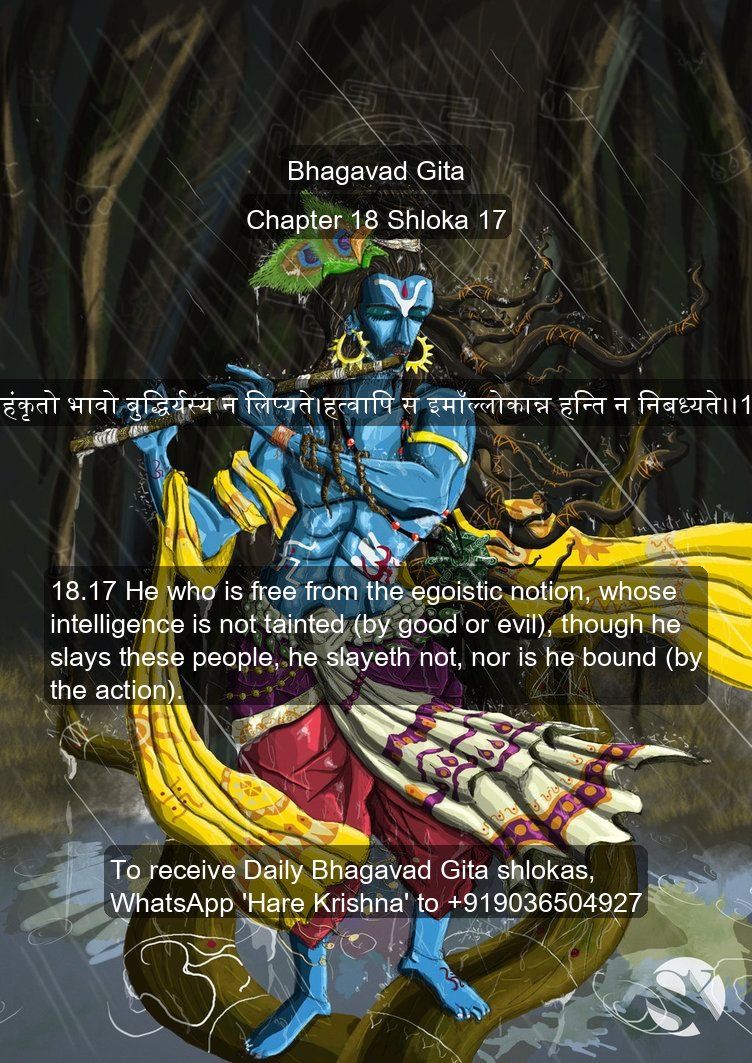 Bhagavad Gita
Chapter 18 Shloka 17
हंकृतो भावो बुद्धिर्यस्य न लिप्यते।हत्वापि स इमाँल्लोकान्न हन्ति न निबध्यते।।1
18.17 He who is free from the egoistic notion, whose
intelligence is not tainted (by good or evil), though he
slays these people, he slayeth not, nor is he bound (by
the action).
To receive Daily Bhagavad Gita shlokas,
WhatsApp 'Hare Krishna' to +919036504927